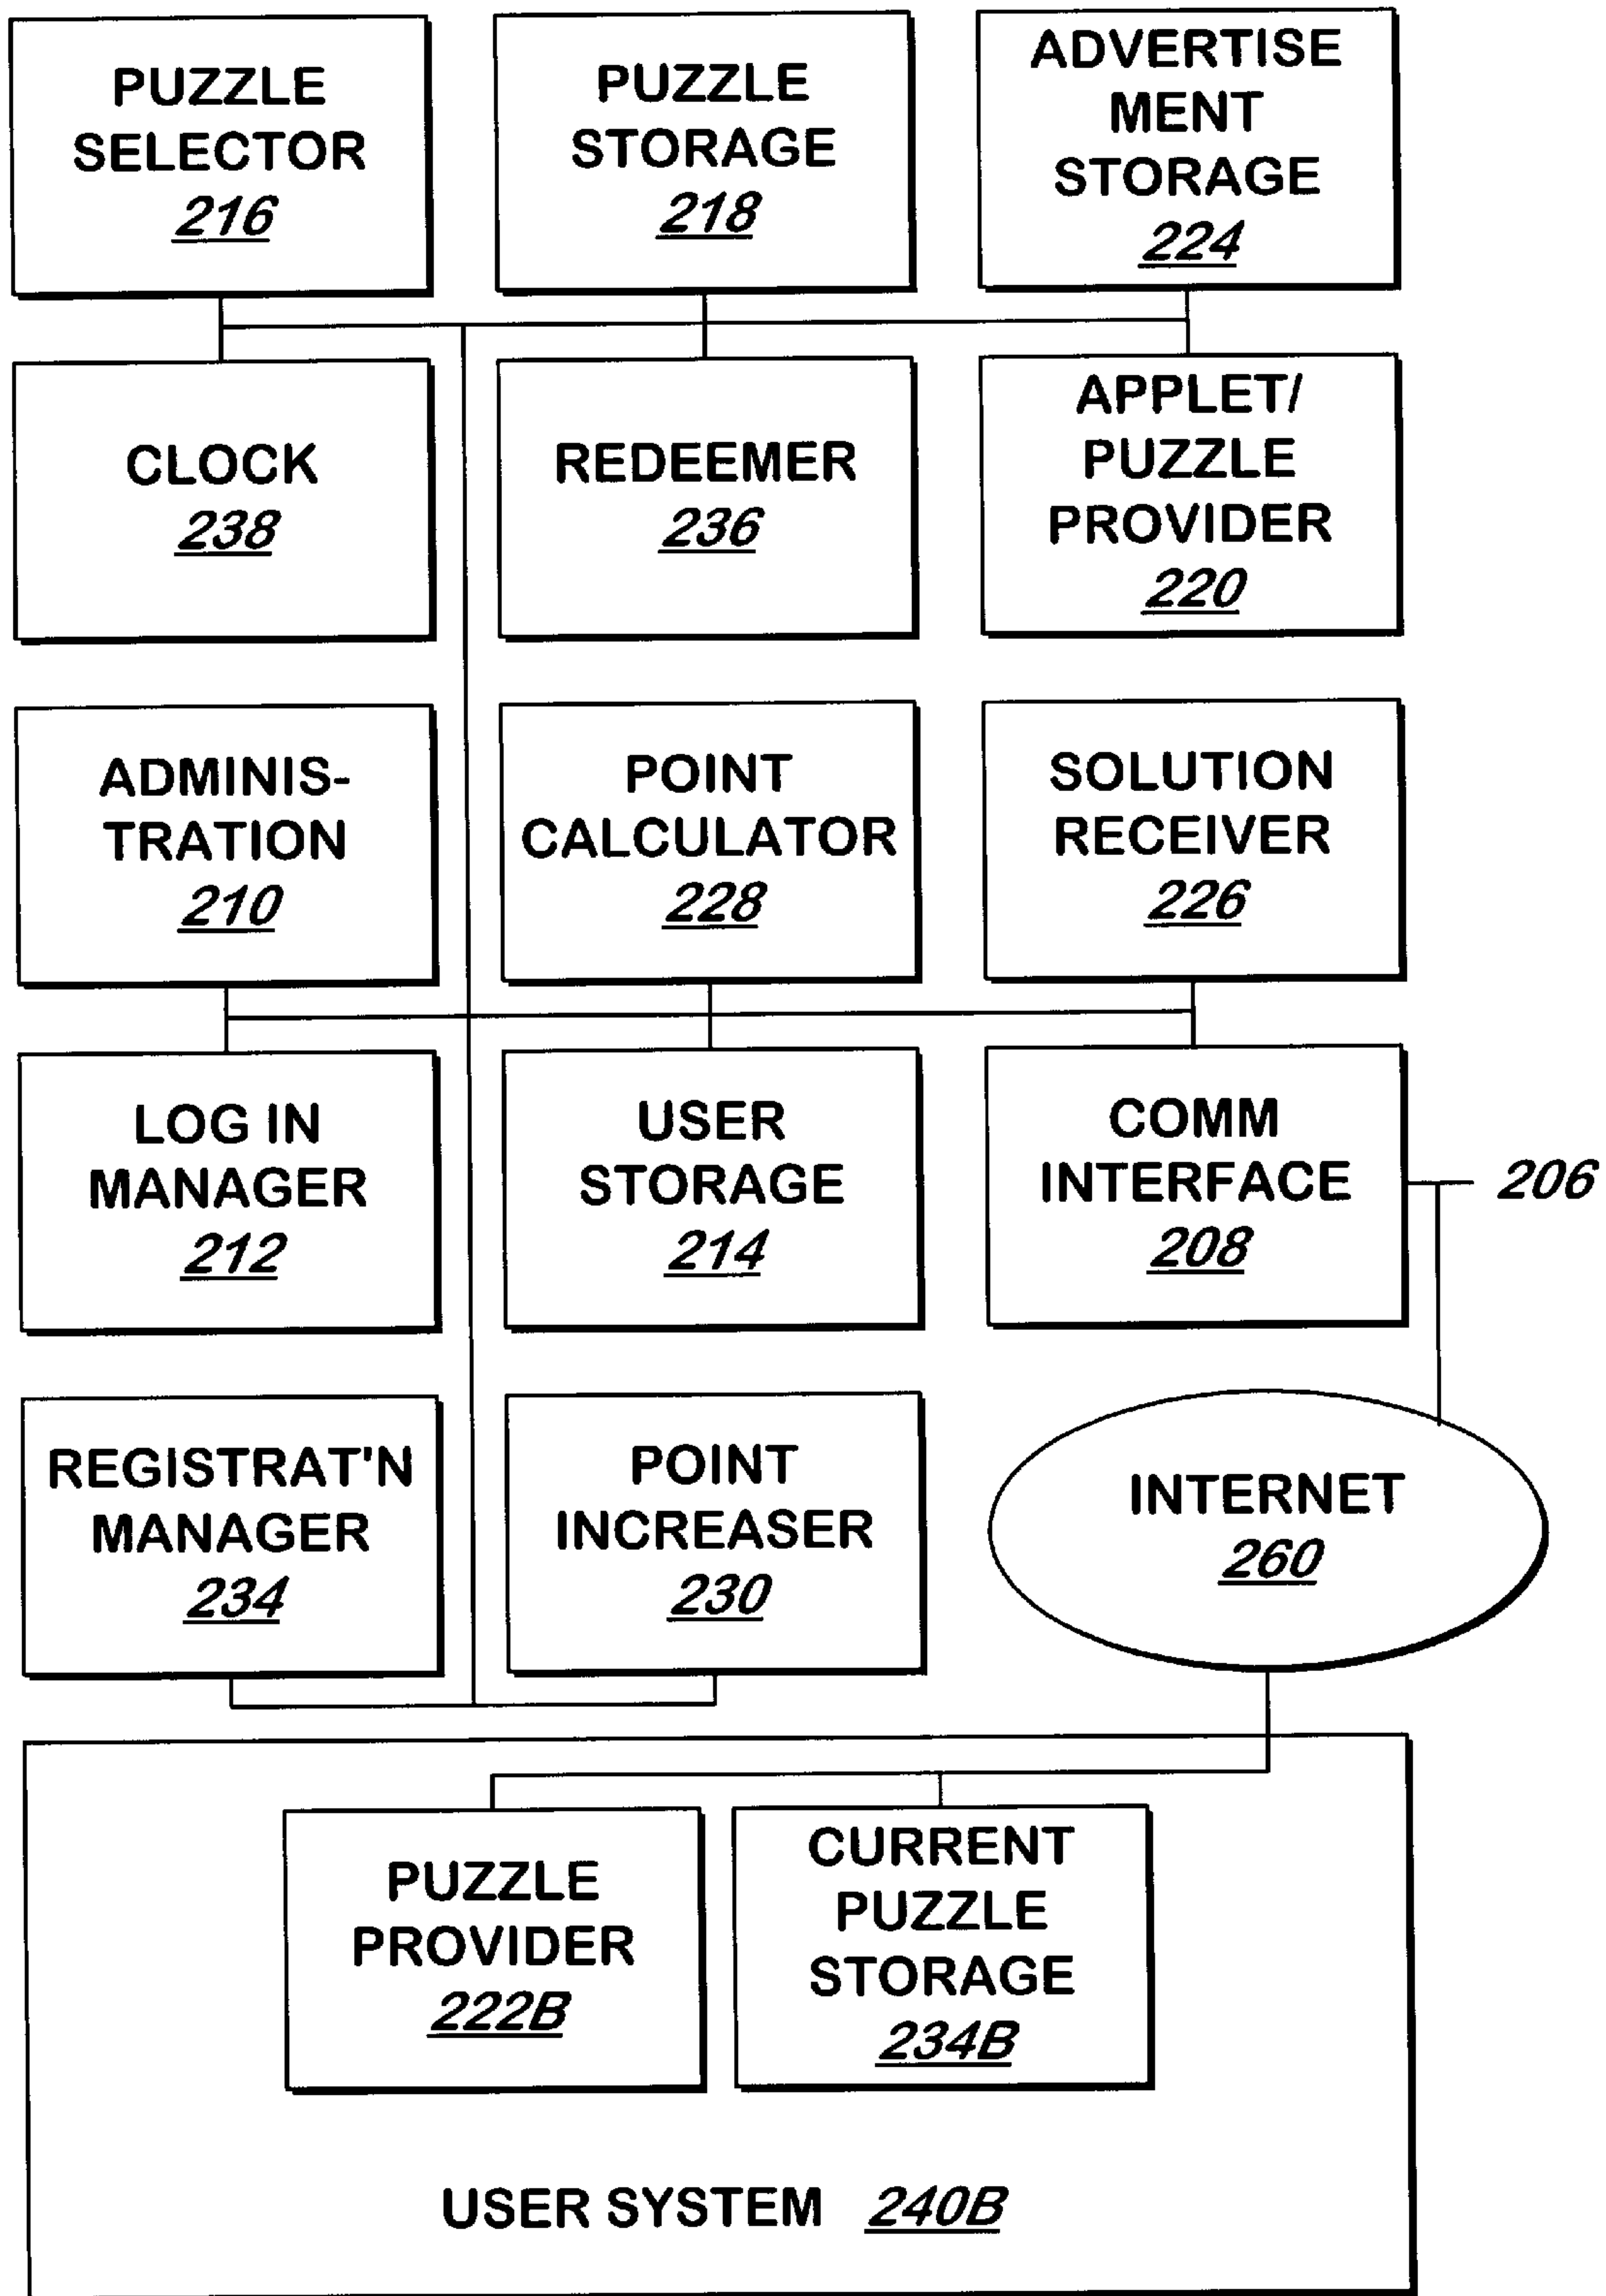 PUZZLE
SELECTOR
216
PUZZLE
STORAGE
218
ADVERTISE
MENT
STORAGE
224
CLOCK
238
REDEEMER
236
APPLET/
PUZZLE
PROVIDER
220
ADMINIS-
TRATION
210
POINT
CALCULATOR
228
SOLUTION
RECEIVER
226
LOG IN
MANAGER
212
USER
STORAGE
214
COMM
INTERFACE
208
206
REGISTRAT'N
MANAGER
234
POINT
INCREASER
230
INTERNET
260
PUZZLE
PROVIDER
222B
CURRENT
PUZZLE
STORAGE
234B
USER SYSTEM 240B